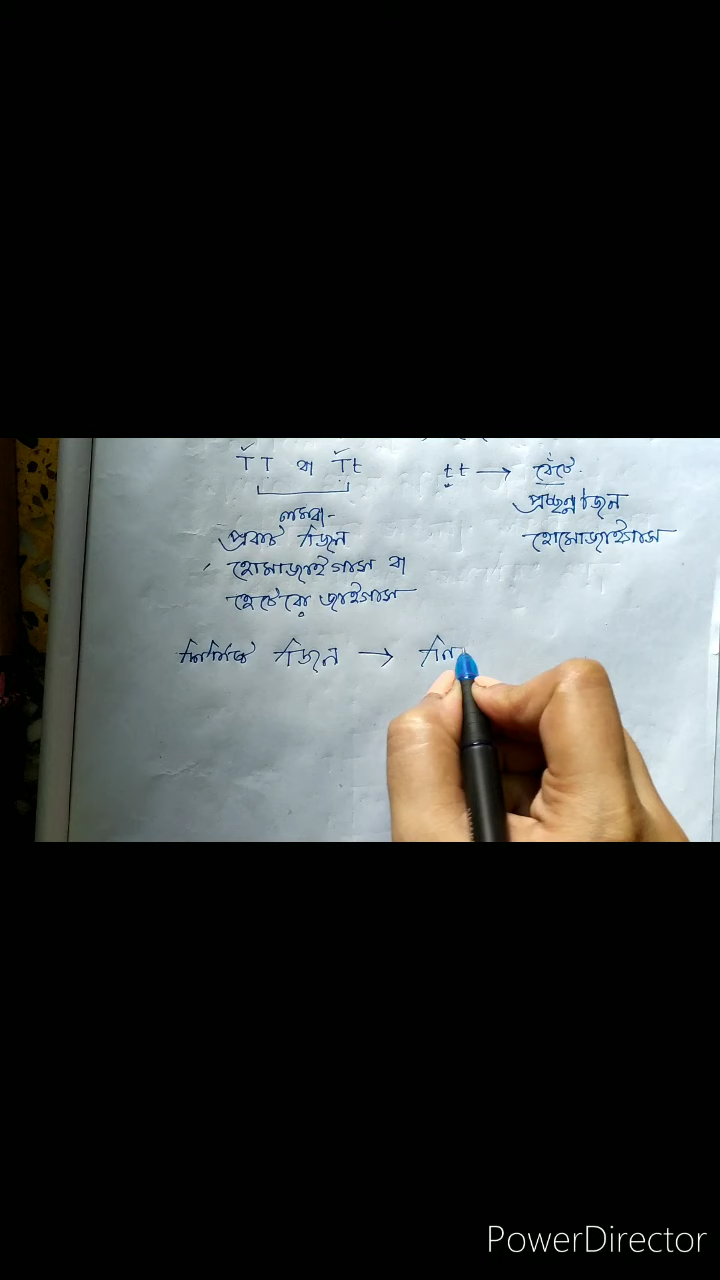 TT বা Tt
tt → বেঁটে.
লম্বা-
প্রকট জিন
হোমোজাইগাস বা
হেটেরো জাইগাস
প্রচ্ছন্ন জিন
হোমোজাইগাস
নির্দিষ্ট জিন →
PowerDirector